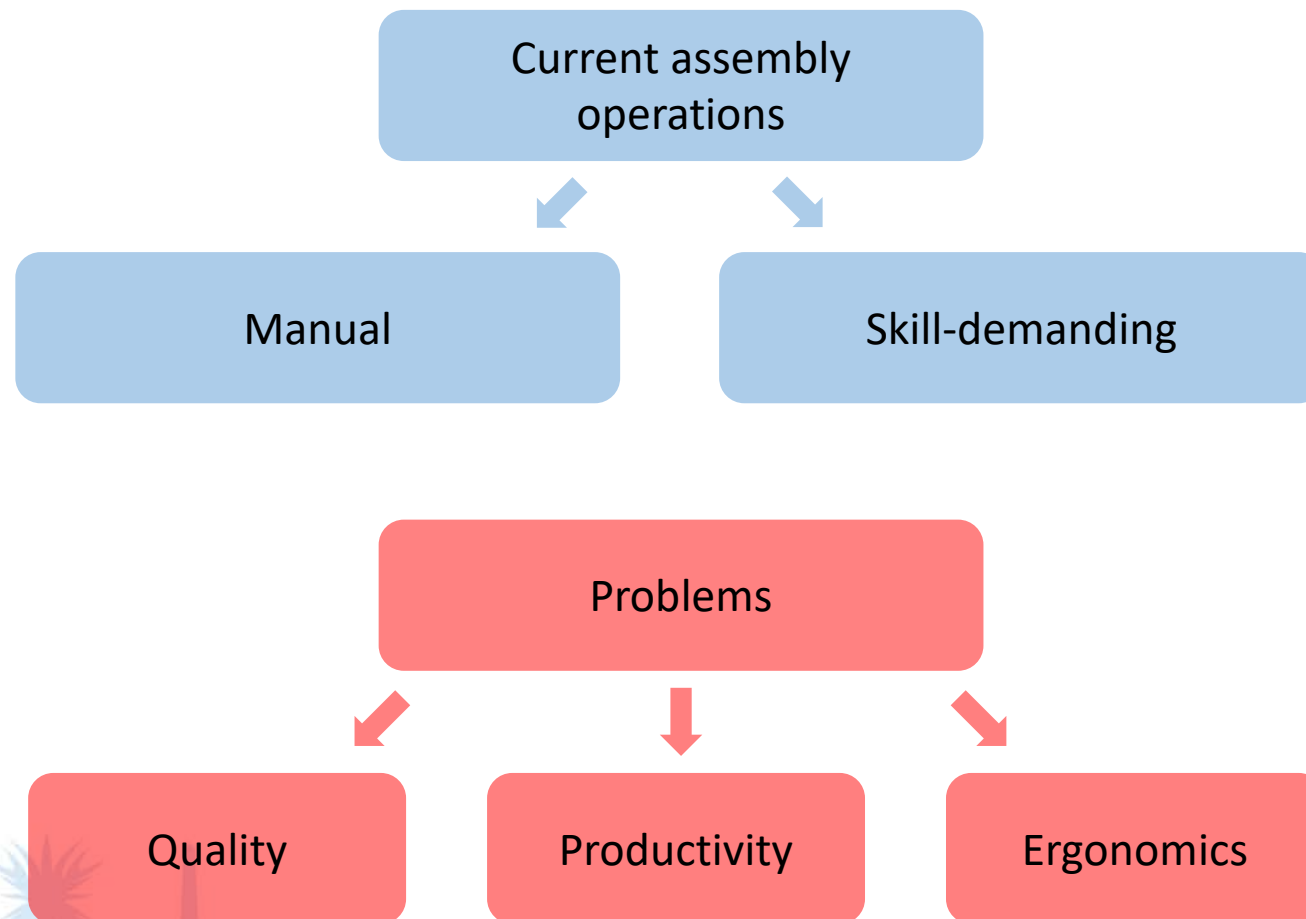 Current assembly
operations
Manual
Skill-demanding
Problems
Quality
Productivity
Ergonomics